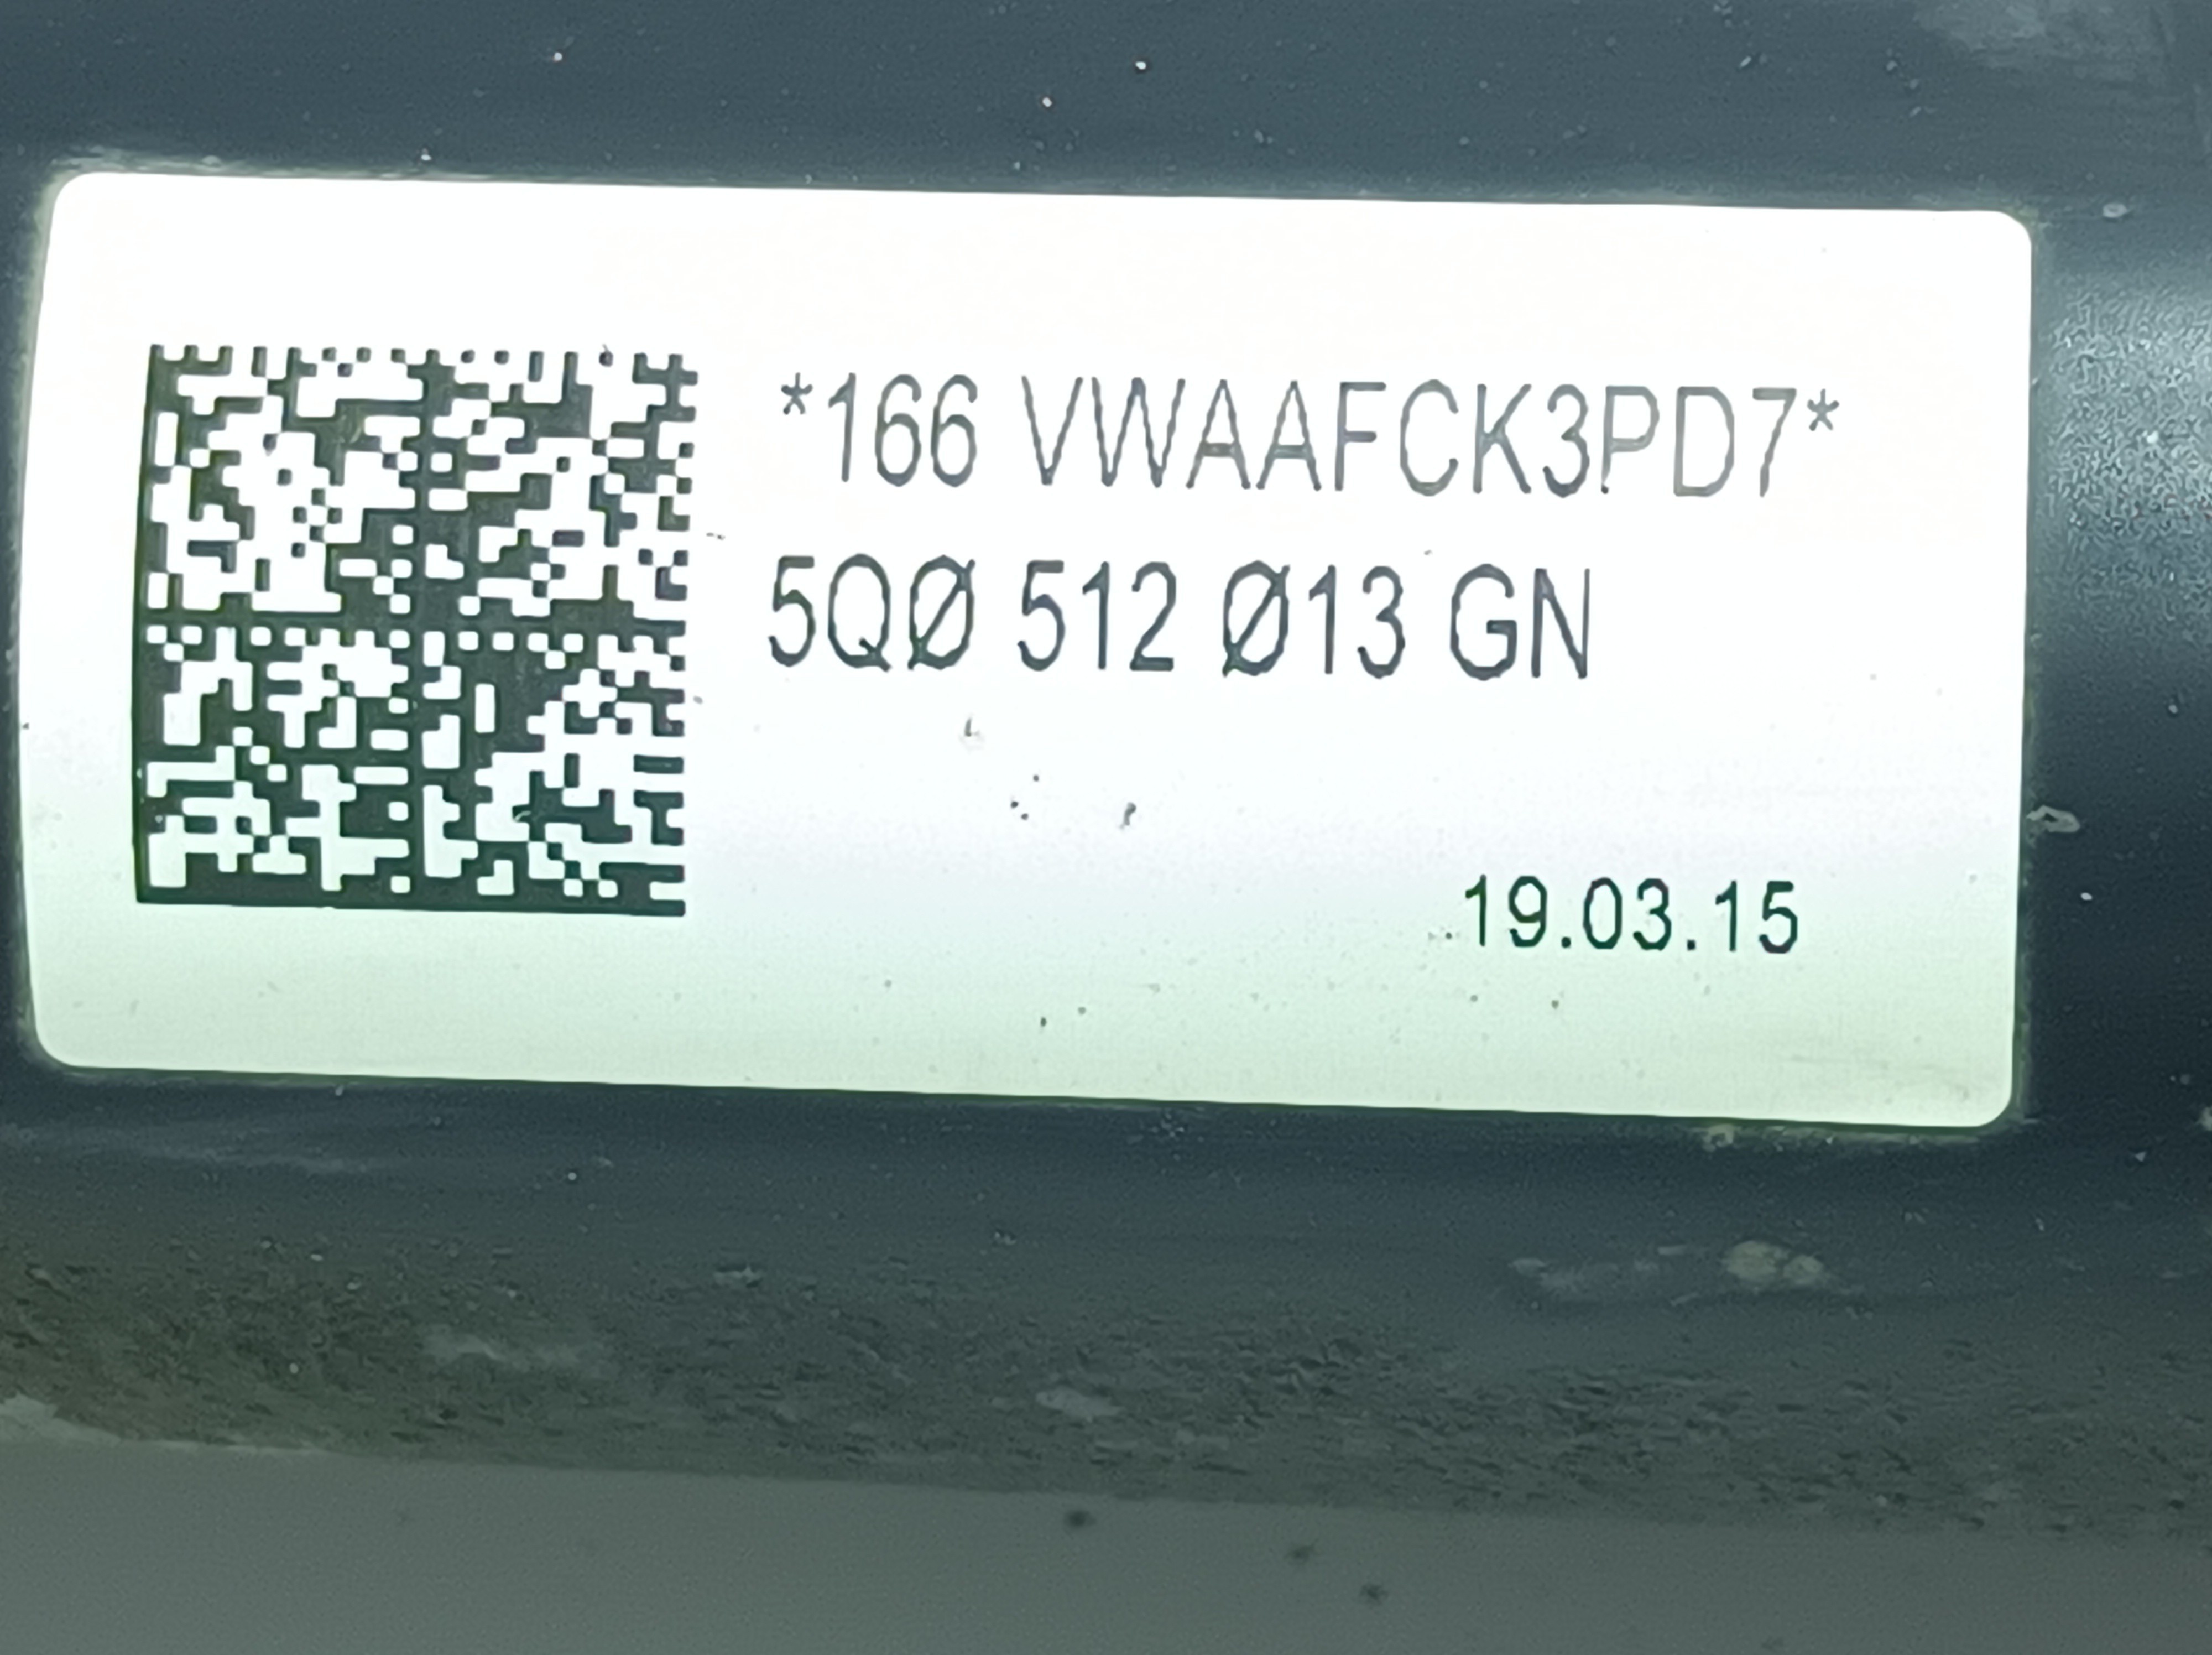 *166 VWAAFCK3PD7*
5QØ 512 Ø13 GN
19.03.15